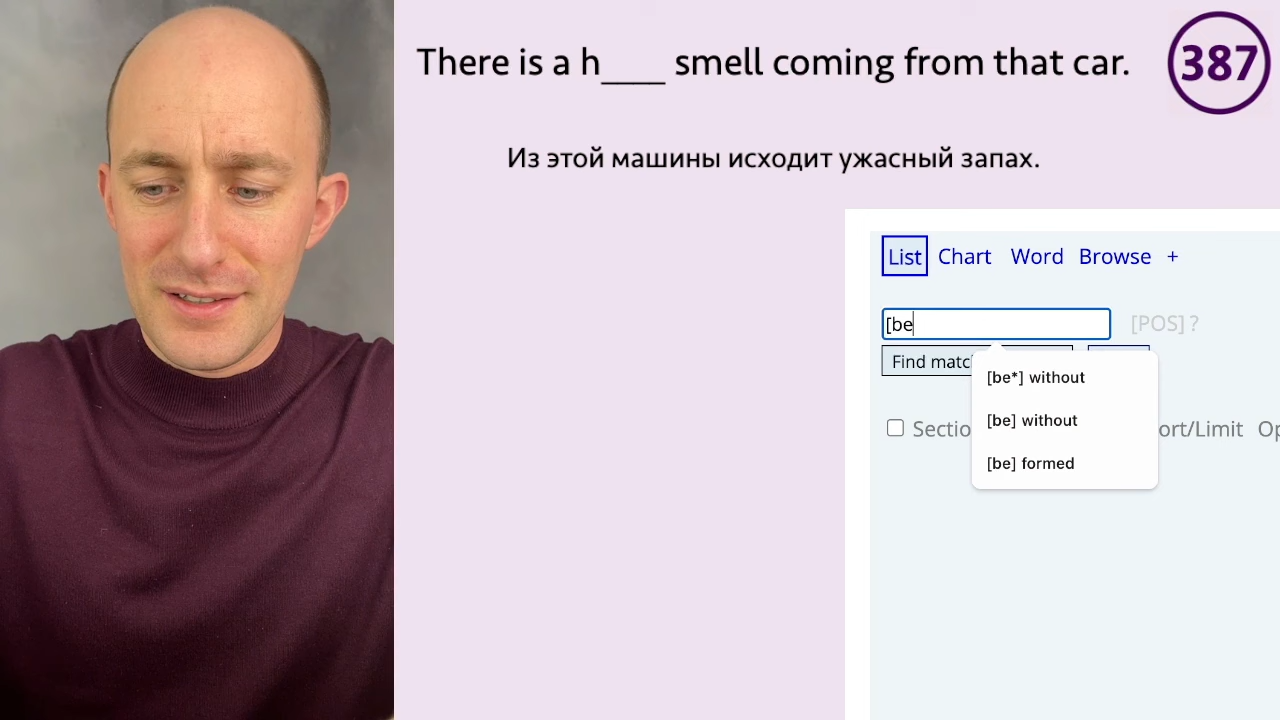 There is a h____ smell coming from that car.
387
Из этой машины исходит ужасный запах.
List Chart Word Browse +
[be [POS] ?
Find matc
[be*] without
[be] without
[be] formed
Sectio ort/Limit Op